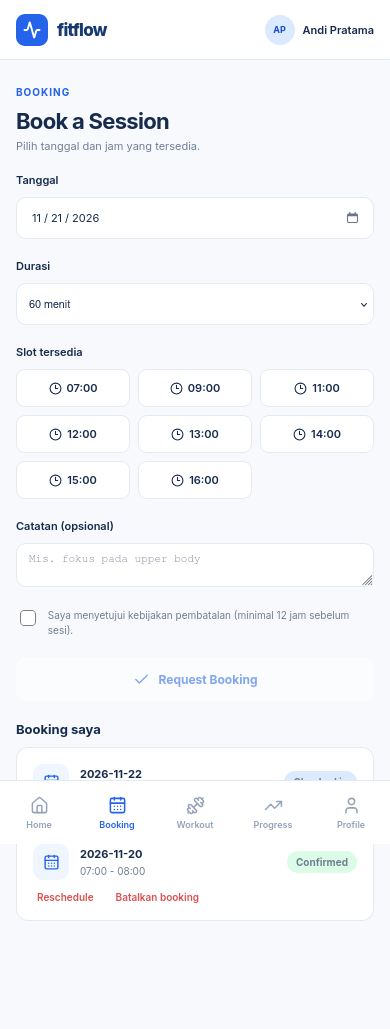 fitflow
AP Andi Pratama
BOOKING
Book a Session
Pilih tanggal dan jam yang tersedia.
Tanggal
11 / 21 / 2026
Durasi
60 menit
Slot tersedia
07:00 09:00 11:00
12:00 13:00 14:00
15:00 16:00
Catatan (opsional)
Mis. fokus pada upper body
Saya menyetujui kebijakan pembatalan (minimal 12 jam sebelum
sesi).
Request Booking
Booking saya
2026-11-22
Home Booking Workout Progress Profile
2026-11-20
07:00 - 08:00
Confirmed
Reschedule Batalkan booking